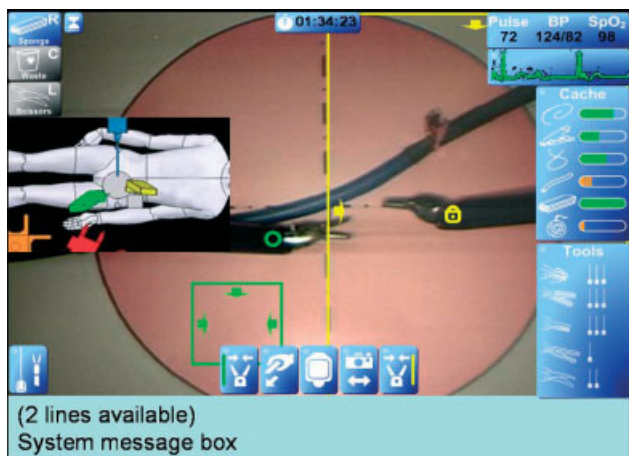 R
Sponge
C
Waste
L
Scissors
01:34:23
Pulse BP SpO₂
72 124/82 98
Cache
Tools
(2 lines available)
System message box